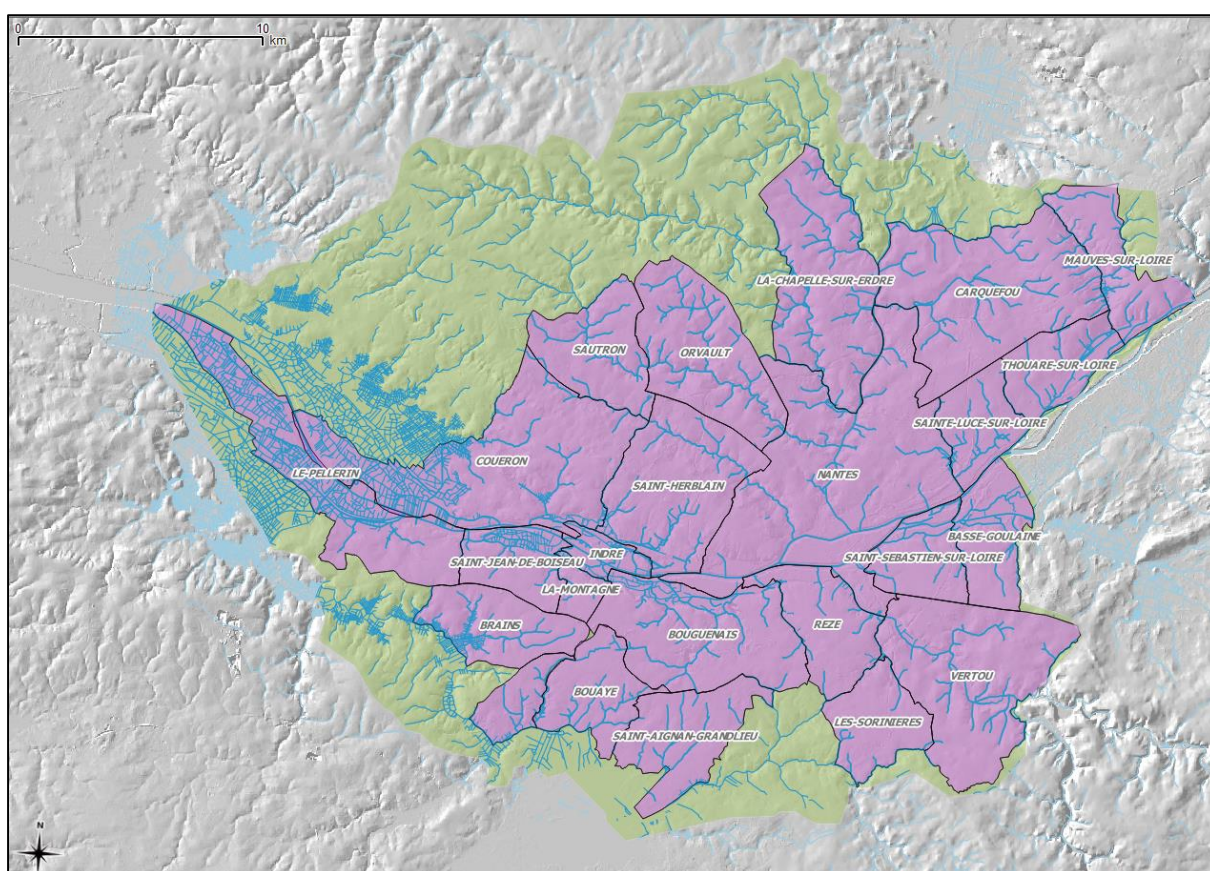 0 10
km
MAUVES-SUR-LOIRE
LA-CHAPELLE-SUR-ERDRE
CARQUEFOU
SAUTRON
ORVAULT
THOUARE-SUR-LOIRE
SAINTE-LUCE-SUR-LOIRE
COUERON
LE-PELLERIN
NANTES
SAINT-HERBLAIN
BASSE-GOULAINE
INDRE
SAINT-SEBASTIEN-SUR-LOIRE
SAINT-JEAN-DE-BOISEAU
LA-MONTAGNE
BRAINS
REZE
BOUGUENAIS
VERTOU
BOUAYE
LES-SORINIERES
SAINT-AIGNAN-GRANDLIEU
N